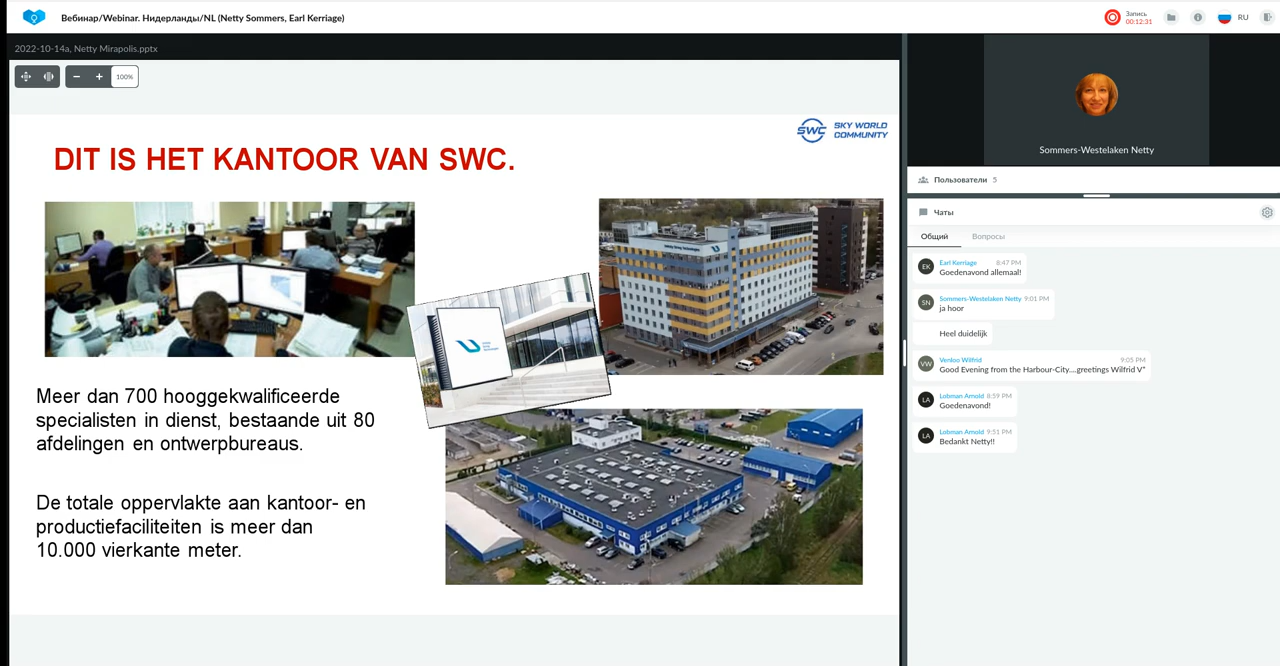 Вебинар/Webinar. Нидерланды/NL (Netty Sommers, Earl Kerriage)
Запись
00:12:31
RU
2022-10-14a, Netty Mirapolis.pptx
100%
SWC SKY WORLD
COMMUNITY
DIT IS HET KANTOOR VAN SWC.
Meer dan 700 hooggekwalificeerde
specialisten in dienst, bestaande uit 80
afdelingen en ontwerpbureaus.
De totale oppervlakte aan kantoor- en
productiefaciliteiten is meer dan
10.000 vierkante meter.
Sommers-Westelaken Netty
Пользователи 5
Чаты
Общий Вопросы
EK Earl Kerriage 8:47 PM
Goedenavond allemaal!
SN Sommers-Westelaken Netty 9:01 PM
ja hoor
Heel duidelijk
VW Venloo Wilfrid 9:05 PM
Good Evening from the Harbour-City....greetings Wilfrid V"
LA Lobman Arnold 8:59 PM
Goedenavond!
LA Lobman Arnold 9:51 PM
Bedankt Netty!!